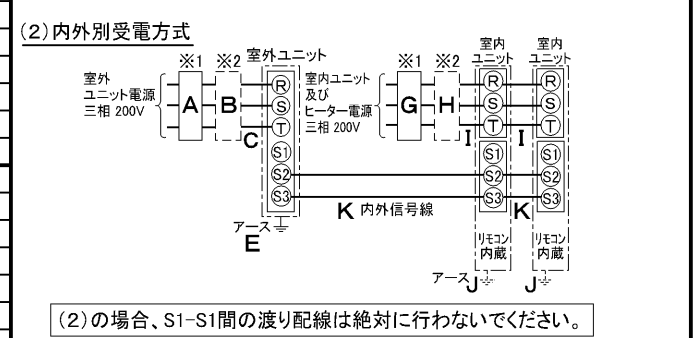 (2)内外別受電方式
※1 ※2 室外ユニット ※1 ※2 室内ユニット 室内ユニット
室外
ユニット電源
三相 200V
A B C
R
S
T
S1
S2
S3
アース
E
室内ユニット
及び
ヒーター電源
三相 200V
G H I I
R R
S S
T T
S1 S1
S2 S2
S3 S3
K 内外信号線 K
リモコン内蔵 リモコン内蔵
アース J J
(2)の場合、S1-S1間の渡り配線は絶対に行わないでください。